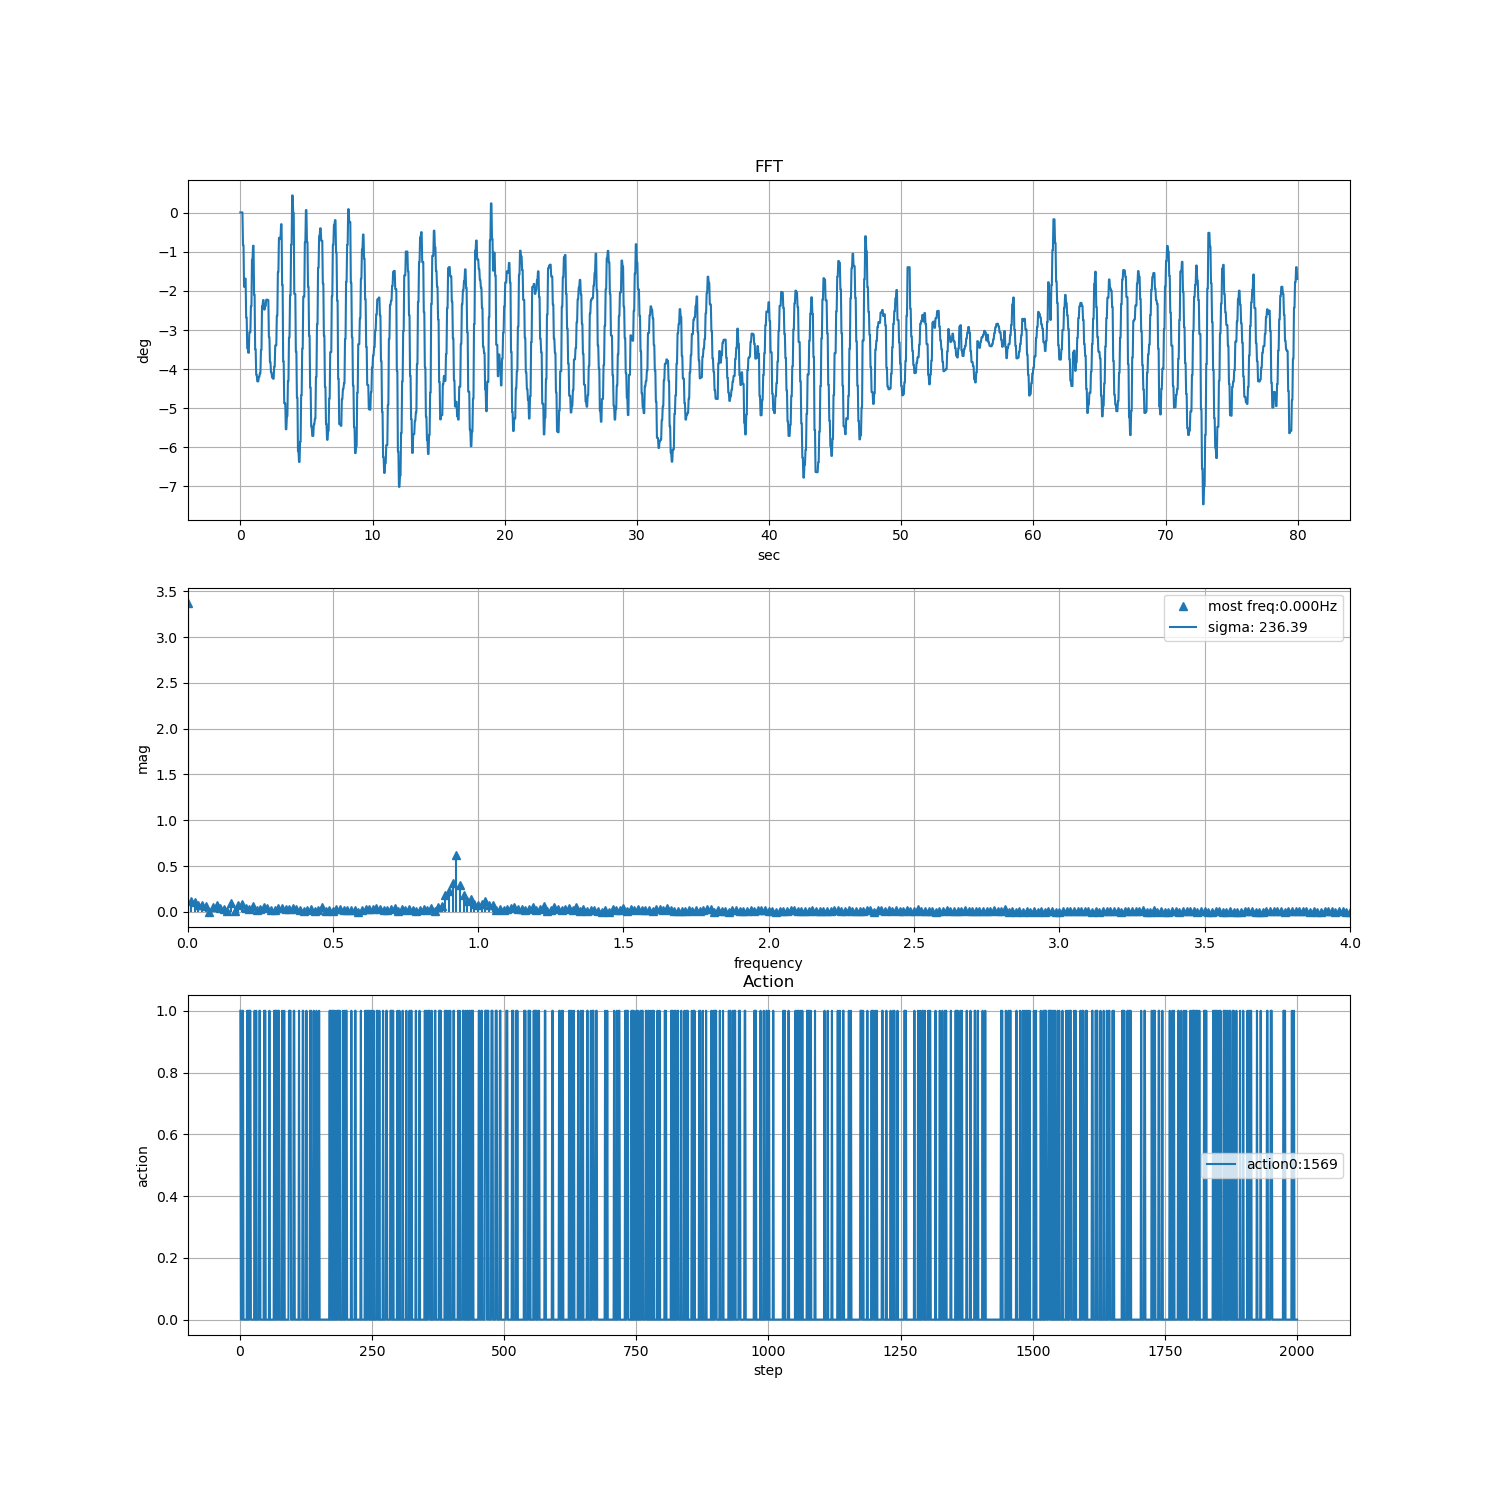 FFT
0
−1
−2
−3
−4
−5
−6
−7
deg
0 10 20 30 40 50 60 70 80
sec
3.5
3.0
2.5
2.0
1.5
1.0
0.5
0.0
mag
most freq:0.000Hz
sigma: 236.39
0.0 0.5 1.0 1.5 2.0 2.5 3.0 3.5 4.0
frequency
Action
1.0
0.8
0.6
0.4
0.2
0.0
action
action0:1569
0 250 500 750 1000 1250 1500 1750 2000
step